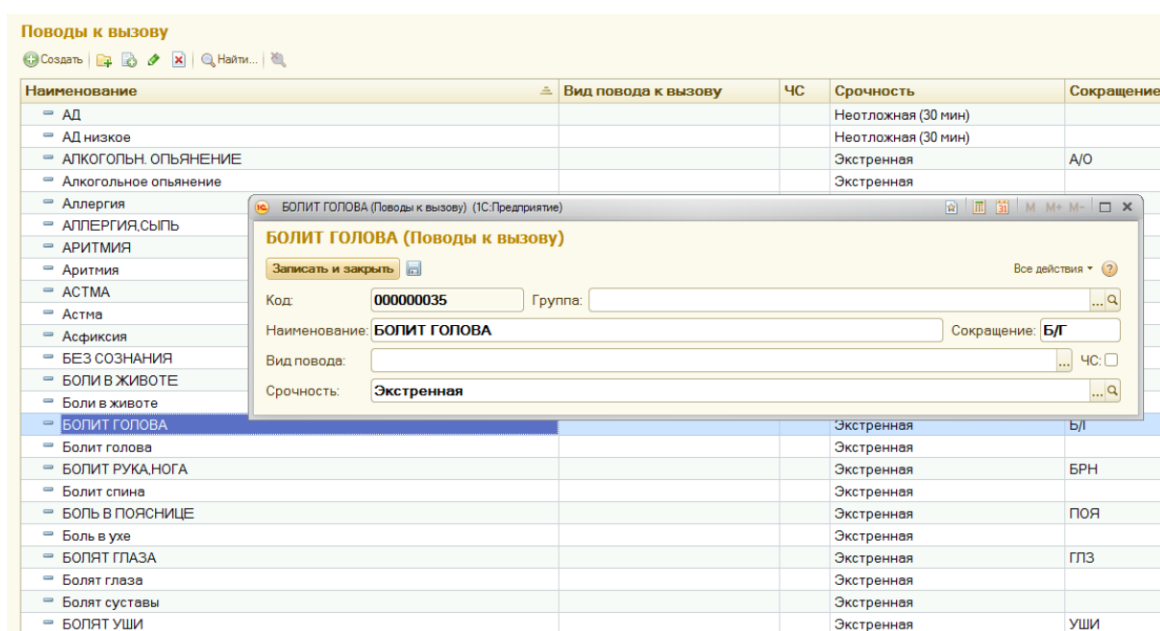 Поводы к вызову
Создать Найти...
Наименование Вид повода к вызову ЧС Срочность Сокращение
АД Неотложная (30 мин)
АД низкое Неотложная (30 мин)
АЛКОГОЛЬН. ОПЬЯНЕНИЕ Экстренная А/О
Алкогольное опьянение Экстренная
Аллергия
АЛЛЕРГИЯ,СЫПЬ
АРИТМИЯ
Аритмия
АСТМА
Астма
Асфиксия
БЕЗ СОЗНАНИЯ
БОЛИ В ЖИВОТЕ
Боли в животе
БОЛИТ ГОЛОВА (Поводы к вызову) (1С:Предприятие) M M+ M-
БОЛИТ ГОЛОВА (Поводы к вызову)
Записать и закрыть Все действия
Код: 000000035 Группа:
Наименование: БОЛИТ ГОЛОВА Сокращение: Б/Г
Вид повода: ЧС:
Срочность: Экстренная
БОЛИТ ГОЛОВА Экстренная Б/Г
Болит голова Экстренная
БОЛИТ РУКА,НОГА Экстренная БРН
Болит спина Экстренная
БОЛЬ В ПОЯСНИЦЕ Экстренная ПОЯ
Боль в ухе Экстренная
БОЛЯТ ГЛАЗА Экстренная ГЛЗ
Болят глаза Экстренная
Болят суставы Экстренная
БОЛЯТ УШИ Экстренная УШИ